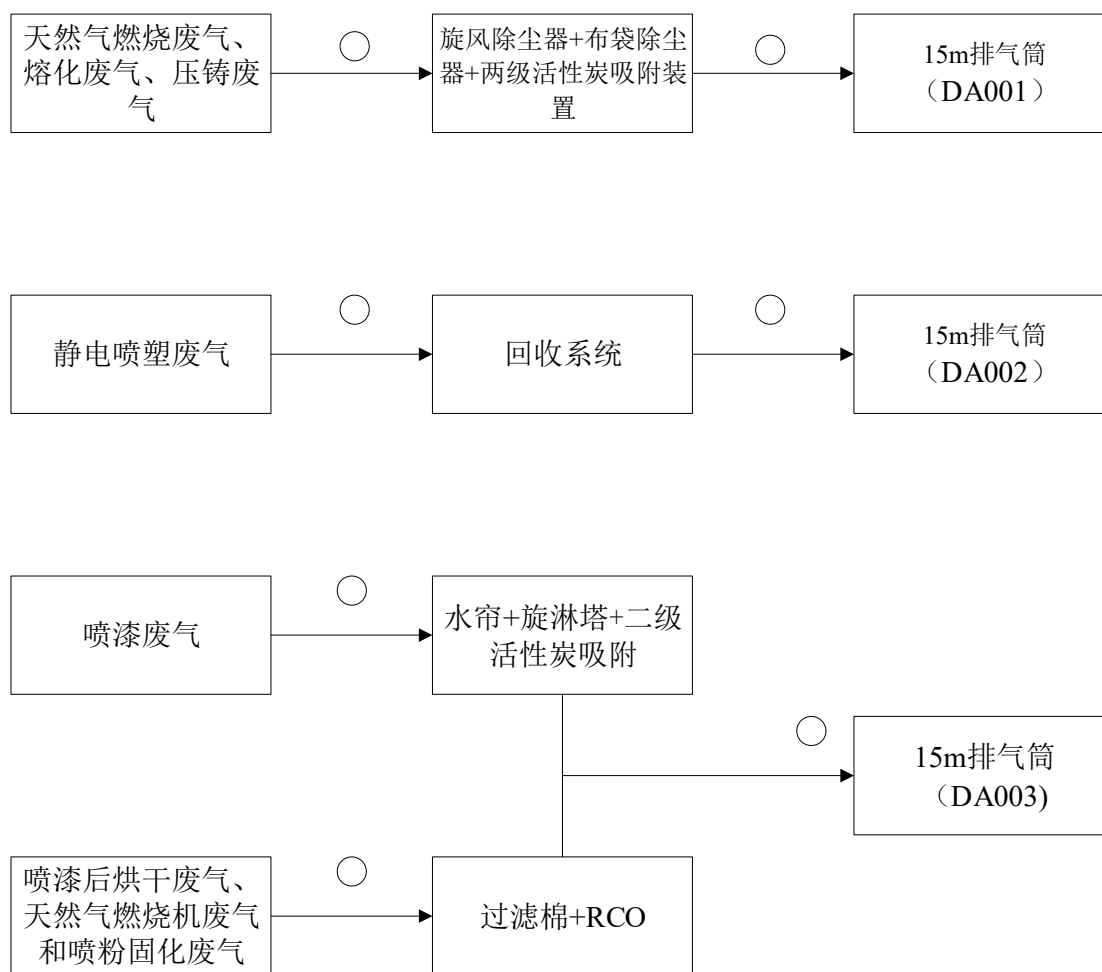 天然气燃烧废气、
熔化废气、压铸废
气
旋风除尘器+布袋除尘
器+两级活性炭吸附装
置
15m排气筒
（DA001）
静电喷塑废气
回收系统
15m排气筒
（DA002）
喷漆废气
水帘+旋淋塔+二级
活性炭吸附
15m排气筒
（DA003)
喷漆后烘干废气、
天然气燃烧机废气
和喷粉固化废气
过滤棉+RCO